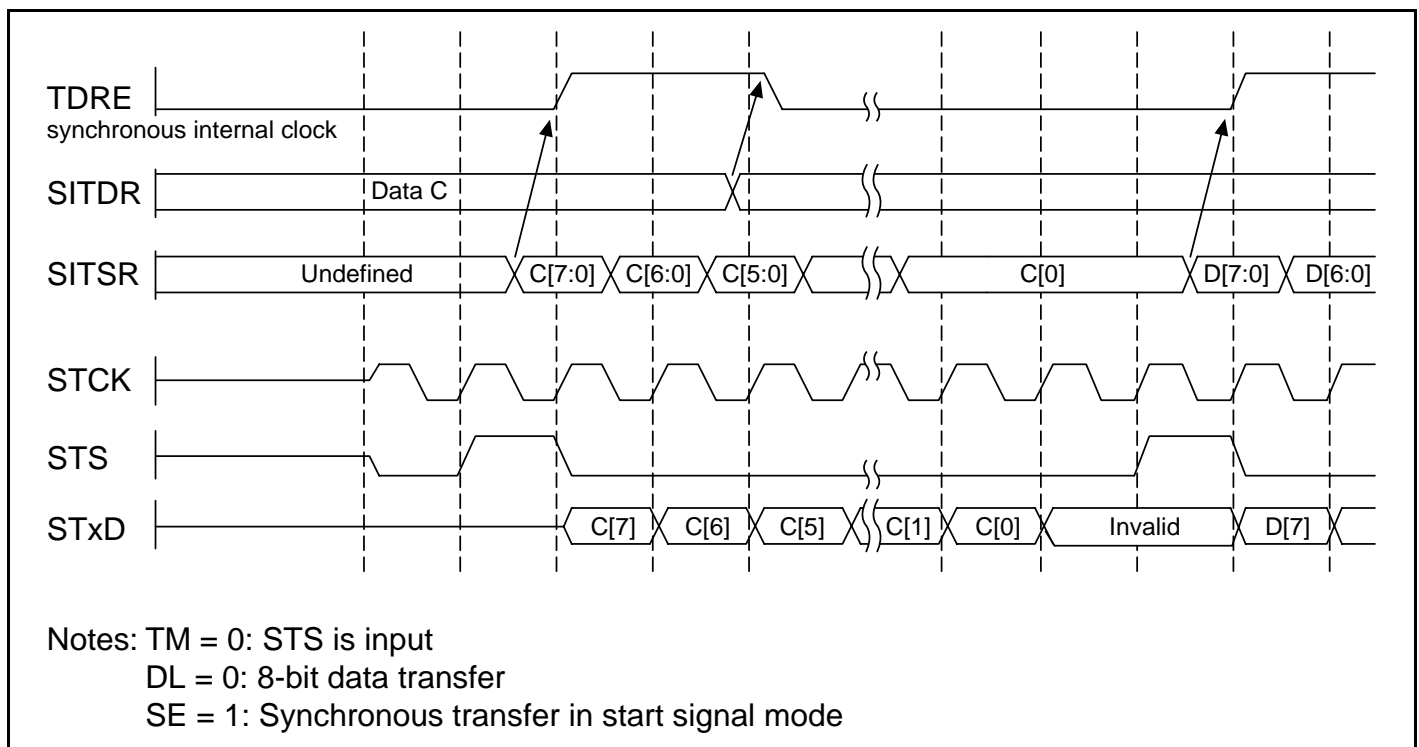 TDRE
synchronous internal clock
SITDR
Data C
SITSR
Undefined C[7:0] C[6:0] C[5:0] C[0] D[7:0] D[6:0]
STCK
STS
STxD
C[7] C[6] C[5] C[1] C[0] Invalid D[7]
Notes: TM = 0: STS is input
DL = 0: 8-bit data transfer
SE = 1: Synchronous transfer in start signal mode